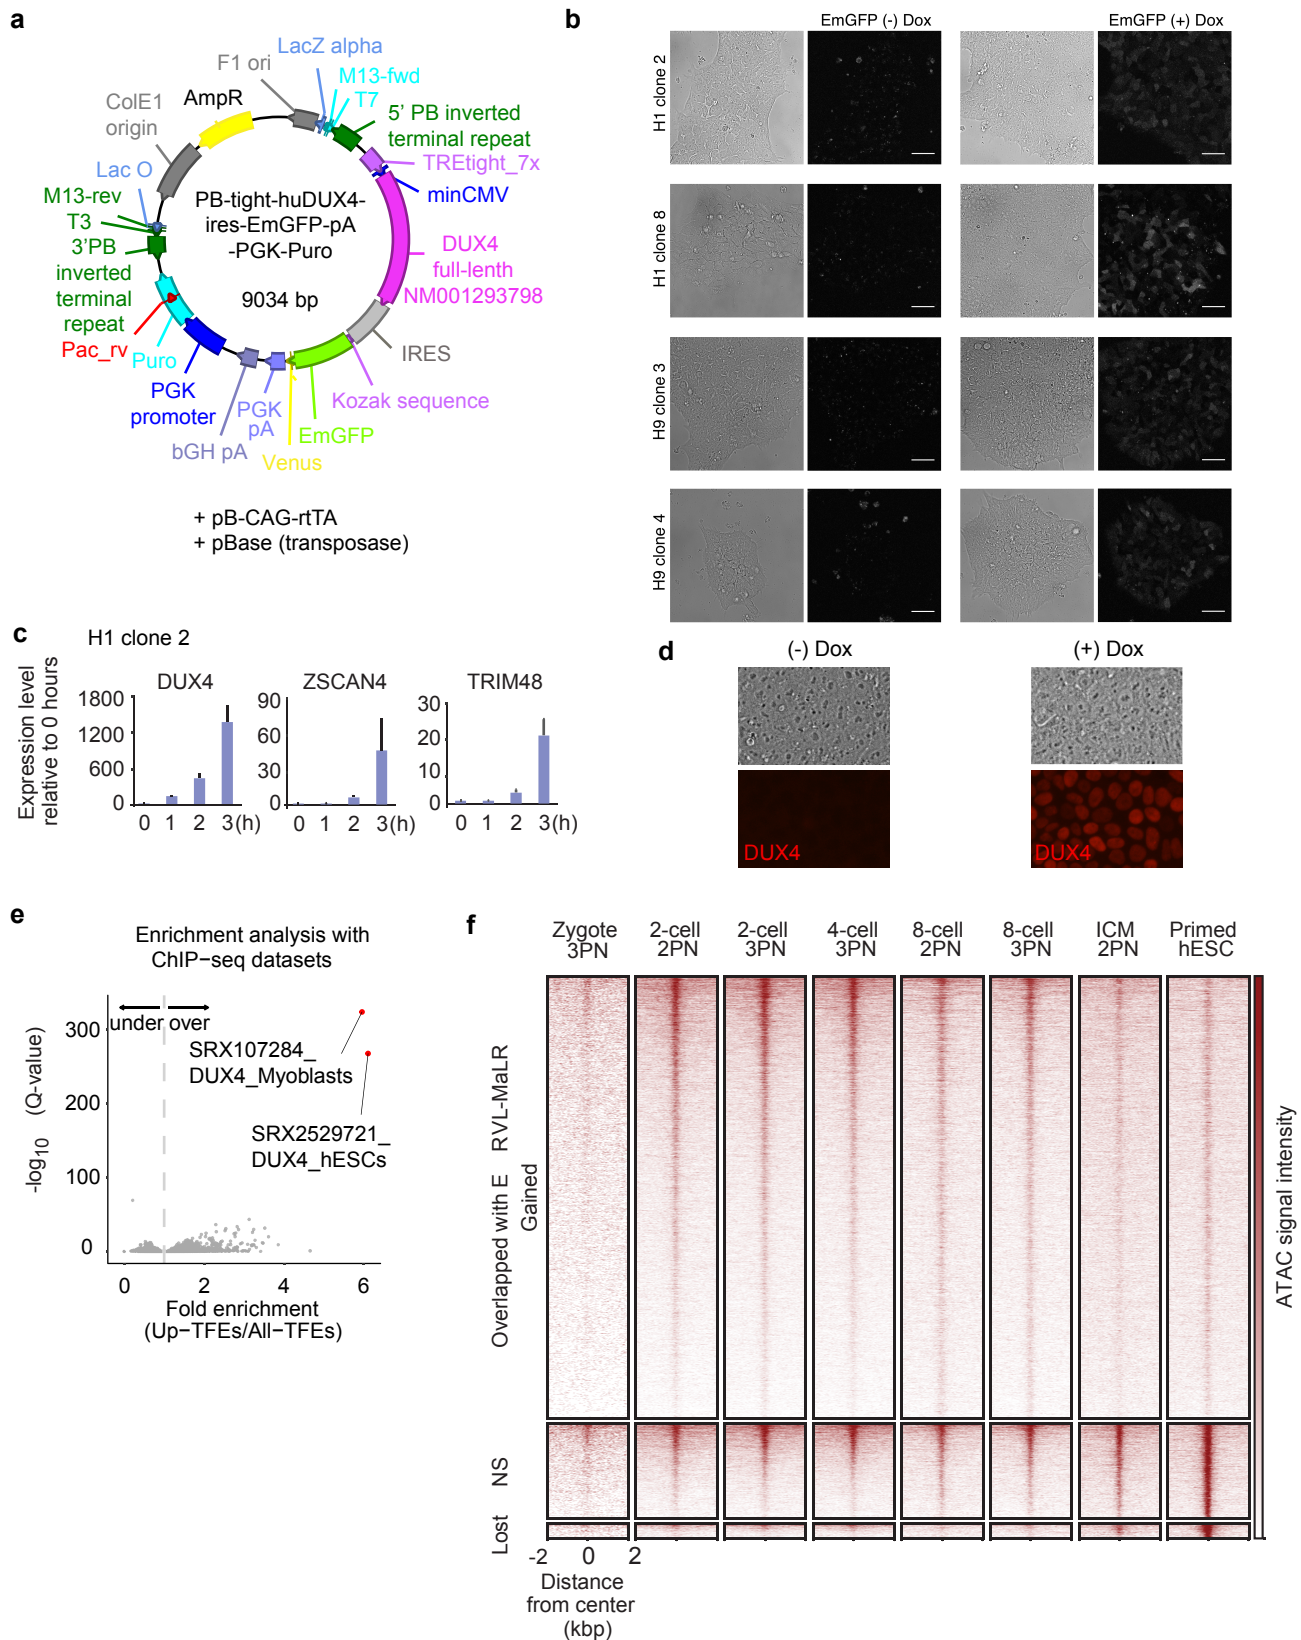 a
LacZ alpha
F1 ori
M13-fwd
AmpR
T7
ColE1
origin
5' PB inverted
terminal repeat
Lac O
TREtight_7x
M13-rev
minCMV
T3
PB-tight-huDUX4-
ires-EmGFP-pA
-PGK-Puro
3'PB
inverted
terminal
repeat
DUX4
full-lenth
NM001293798
9034 bp
Pac_rv
Puro
IRES
PGK
promoter
PGK
pA
Kozak sequence
bGH pA
EmGFP
Venus
+ pB-CAG-rtTA
+ pBase (transposase)
b
EmGFP (-) Dox
EmGFP (+) Dox
H1 clone 2
H1 clone 8
H9 clone 3
H9 clone 4
c
H1 clone 2
Expression level
relative to 0 hours
DUX4
1800
1200
600
0
0 1 2 3(h)
ZSCAN4
90
60
30
0
0 1 2 3(h)
TRIM48
30
20
10
0
0 1 2 3(h)
d
(-) Dox
(+) Dox
DUX4
DUX4
e
Enrichment analysis with
ChIP−seq datasets
-log10 (Q-value)
under over
300
200
100
0
SRX107284_
DUX4_Myoblasts
SRX2529721_
DUX4_hESCs
0 2 4 6
Fold enrichment
(Up−TFEs/All−TFEs)
f
Zygote
3PN
2-cell
2PN
2-cell
3PN
4-cell
3PN
8-cell
2PN
8-cell
3PN
ICM
2PN
Primed
hESC
Overlapped with E RVL-MaLR
Gained
NS
Lost
-2 0 2
Distance
from center
(kbp)
ATAC signal intensity